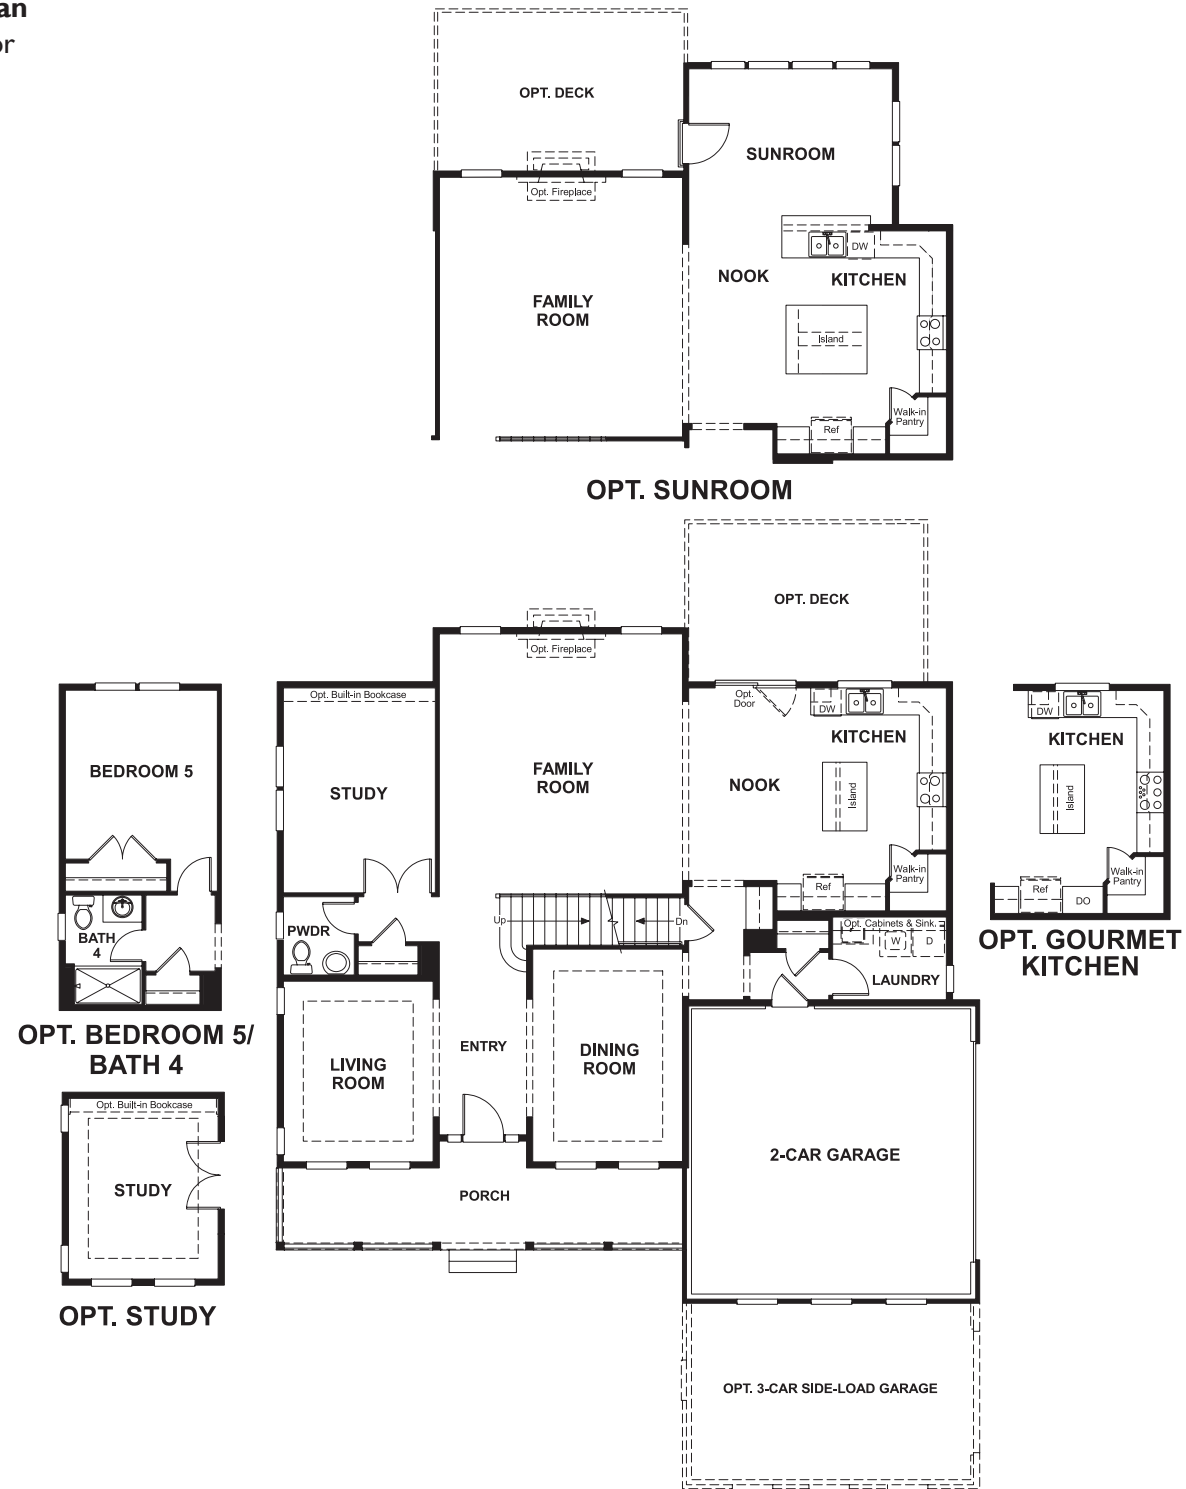 an
or
OPT. DECK
SUNROOM
Opt. Fireplace
DW
NOOK
KITCHEN
FAMILY
ROOM
Island
Walk-in
Pantry
Ref
OPT. SUNROOM
OPT. DECK
Opt. Fireplace
Opt. Built-in Bookcase
Opt.
Door
DW
KITCHEN
FAMILY
ROOM
STUDY
NOOK
Island
Walk-in
Pantry
Ref
Up
Dn
Opt. Cabinets & Sink.
W
D
PWDR
LAUNDRY
ENTRY
LIVING
ROOM
DINING
ROOM
2-CAR GARAGE
PORCH
OPT. 3-CAR SIDE-LOAD GARAGE
BEDROOM 5
BATH
4
OPT. BEDROOM 5/
BATH 4
Opt. Built-in Bookcase
STUDY
OPT. STUDY
DW
KITCHEN
Island
Walk-in
Pantry
Ref
DO
OPT. GOURMET
KITCHEN